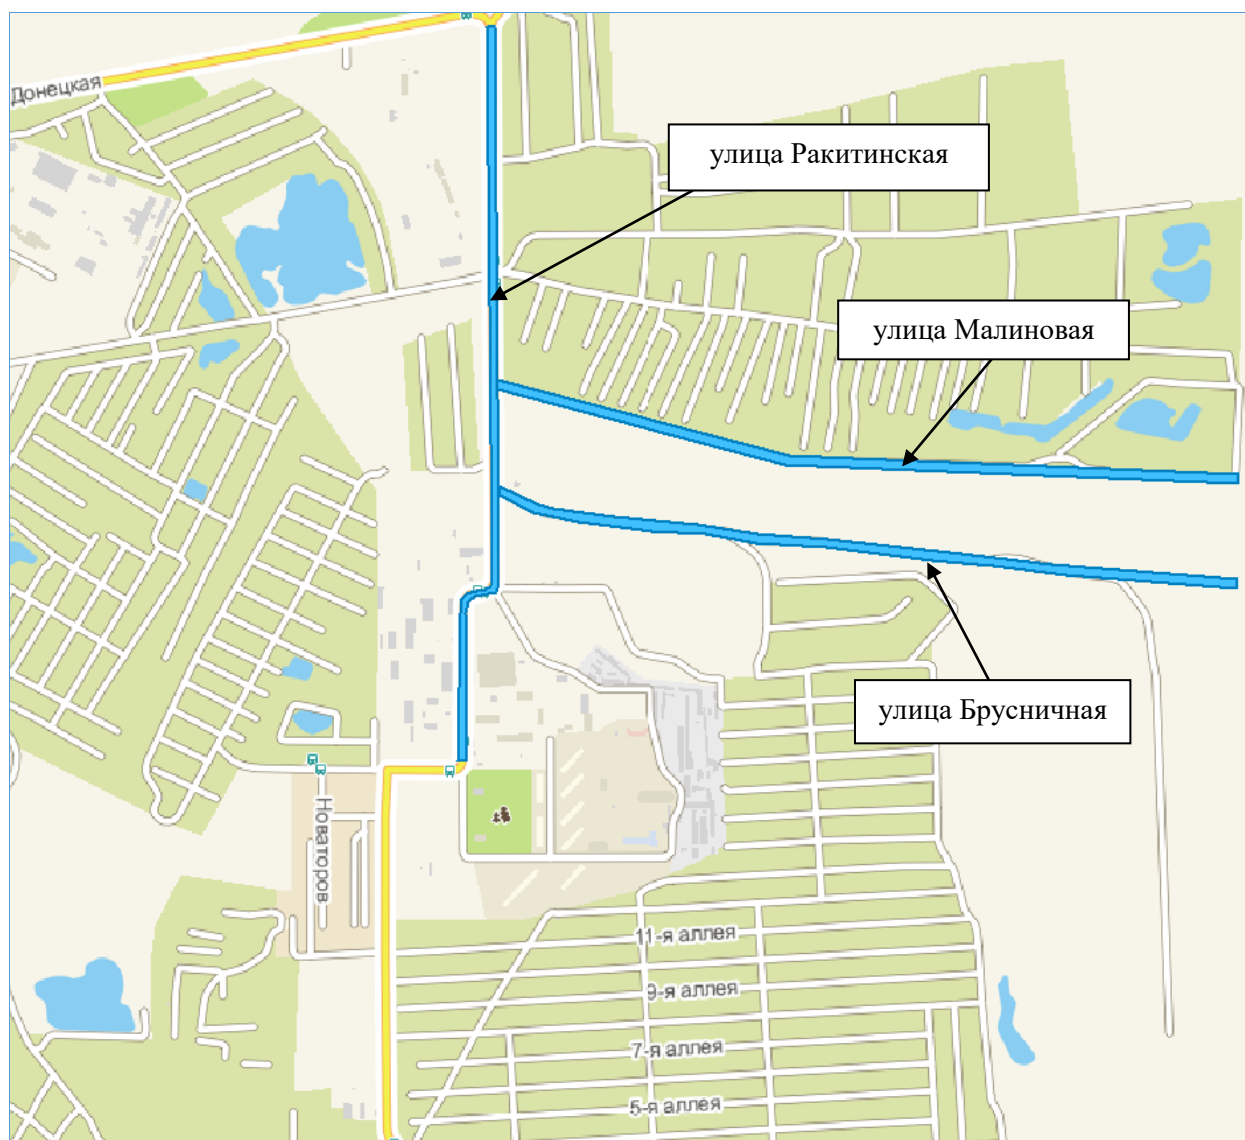 Донецкая
улица Ракитинская
улица Малиновая
улица Брусничная
Новаторов
11-я аллея
9-я аллея
7-я аллея
5-я аллея